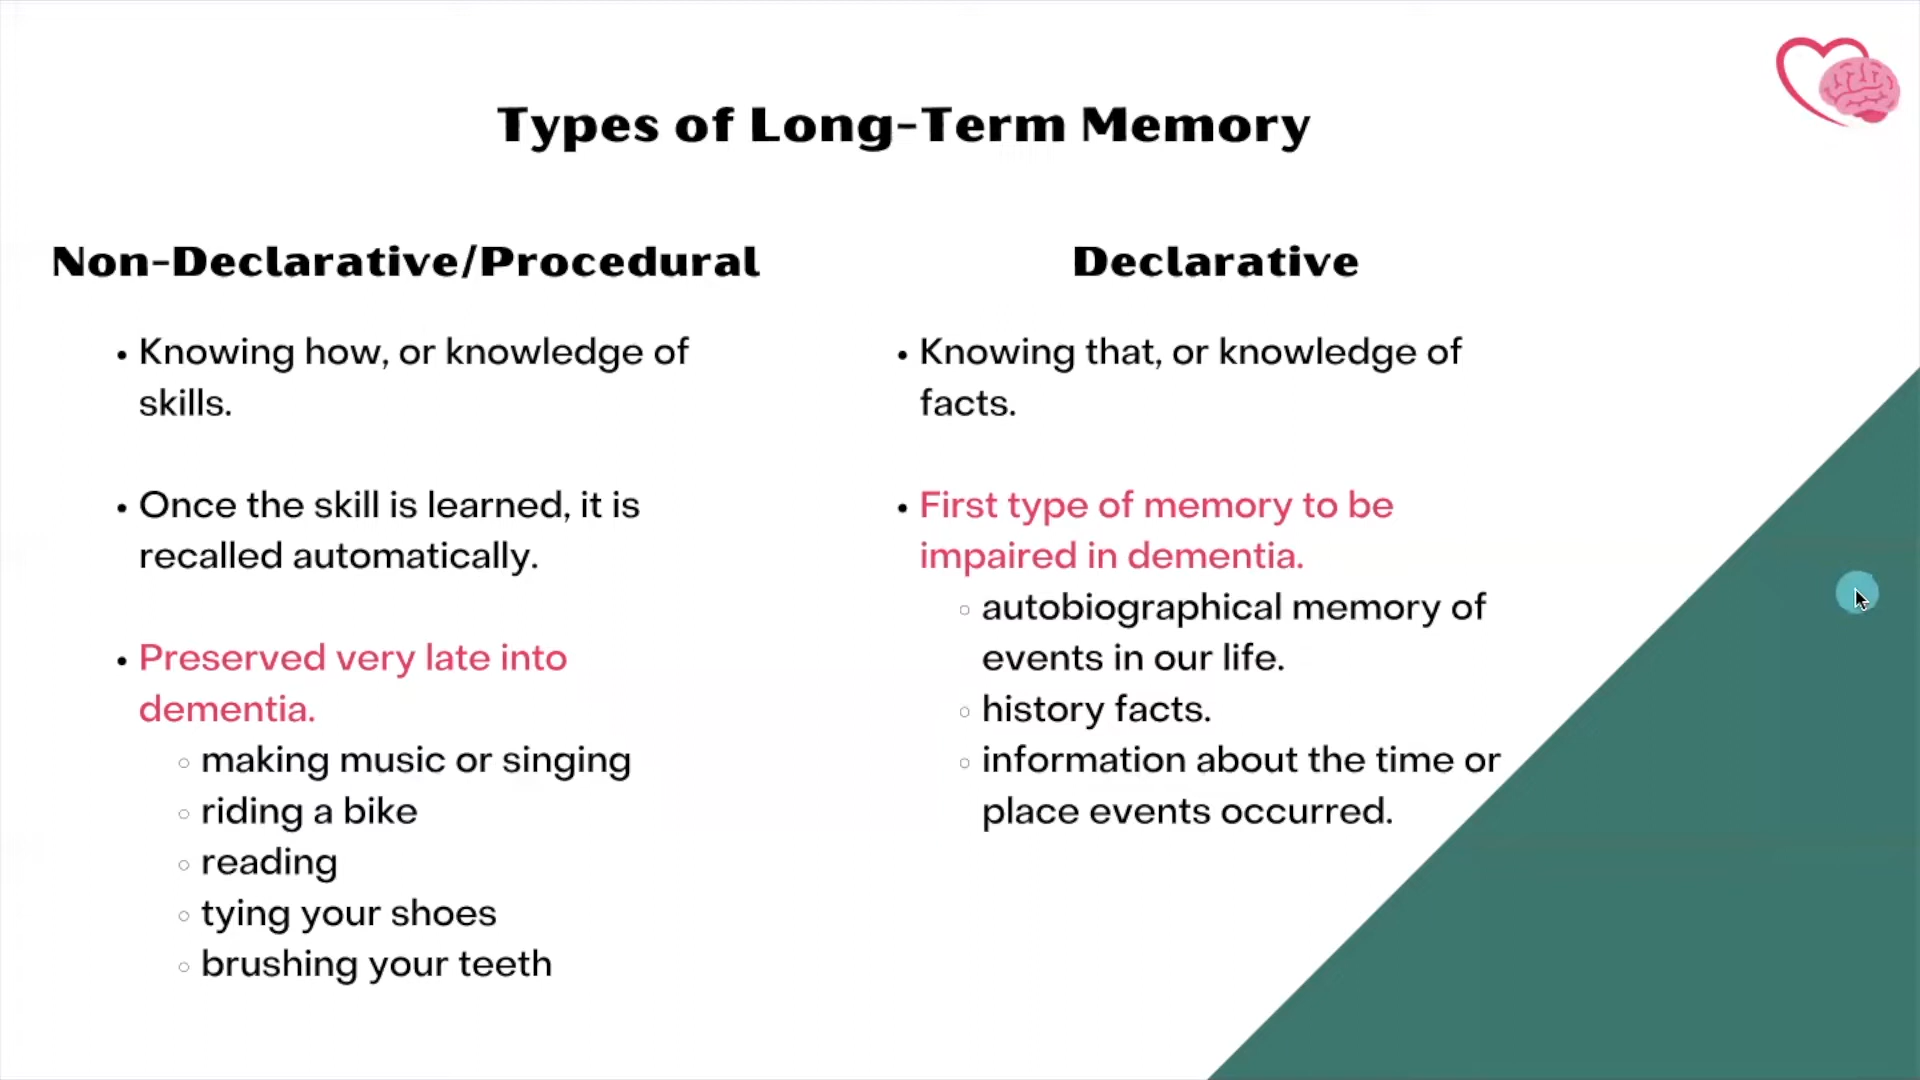 Types of Long-Term Memory
Non-Declarative/Procedural
• Knowing how, or knowledge of
skills.
• Once the skill is learned, it is
recalled automatically.
• Preserved very late into
dementia.
◦ making music or singing
◦ riding a bike
◦ reading
◦ tying your shoes
◦ brushing your teeth
Declarative
• Knowing that, or knowledge of
facts.
• First type of memory to be
impaired in dementia.
◦ autobiographical memory of
events in our life.
◦ history facts.
◦ information about the time or
place events occurred.